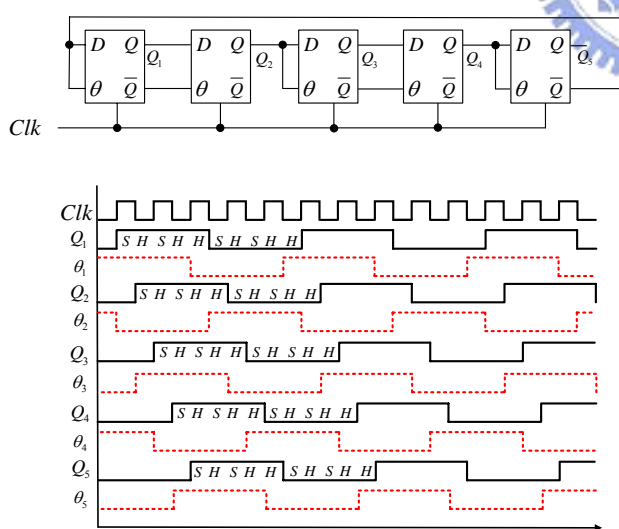 D Q D Q D Q D Q D Q
Q₁ Q₂ Q₃ Q₄ Q₅
θ Q̅ θ Q̅ θ Q̅ θ Q̅ θ Q̅
Clk
Clk
Q₁ S H S H S H S H
θ₁
Q₂ S H S H S H S H
θ₂
Q₃ S H S H S H S H
θ₃
Q₄ S H S H S H S H
θ₄
Q₅ S H S H S H S H
θ₅